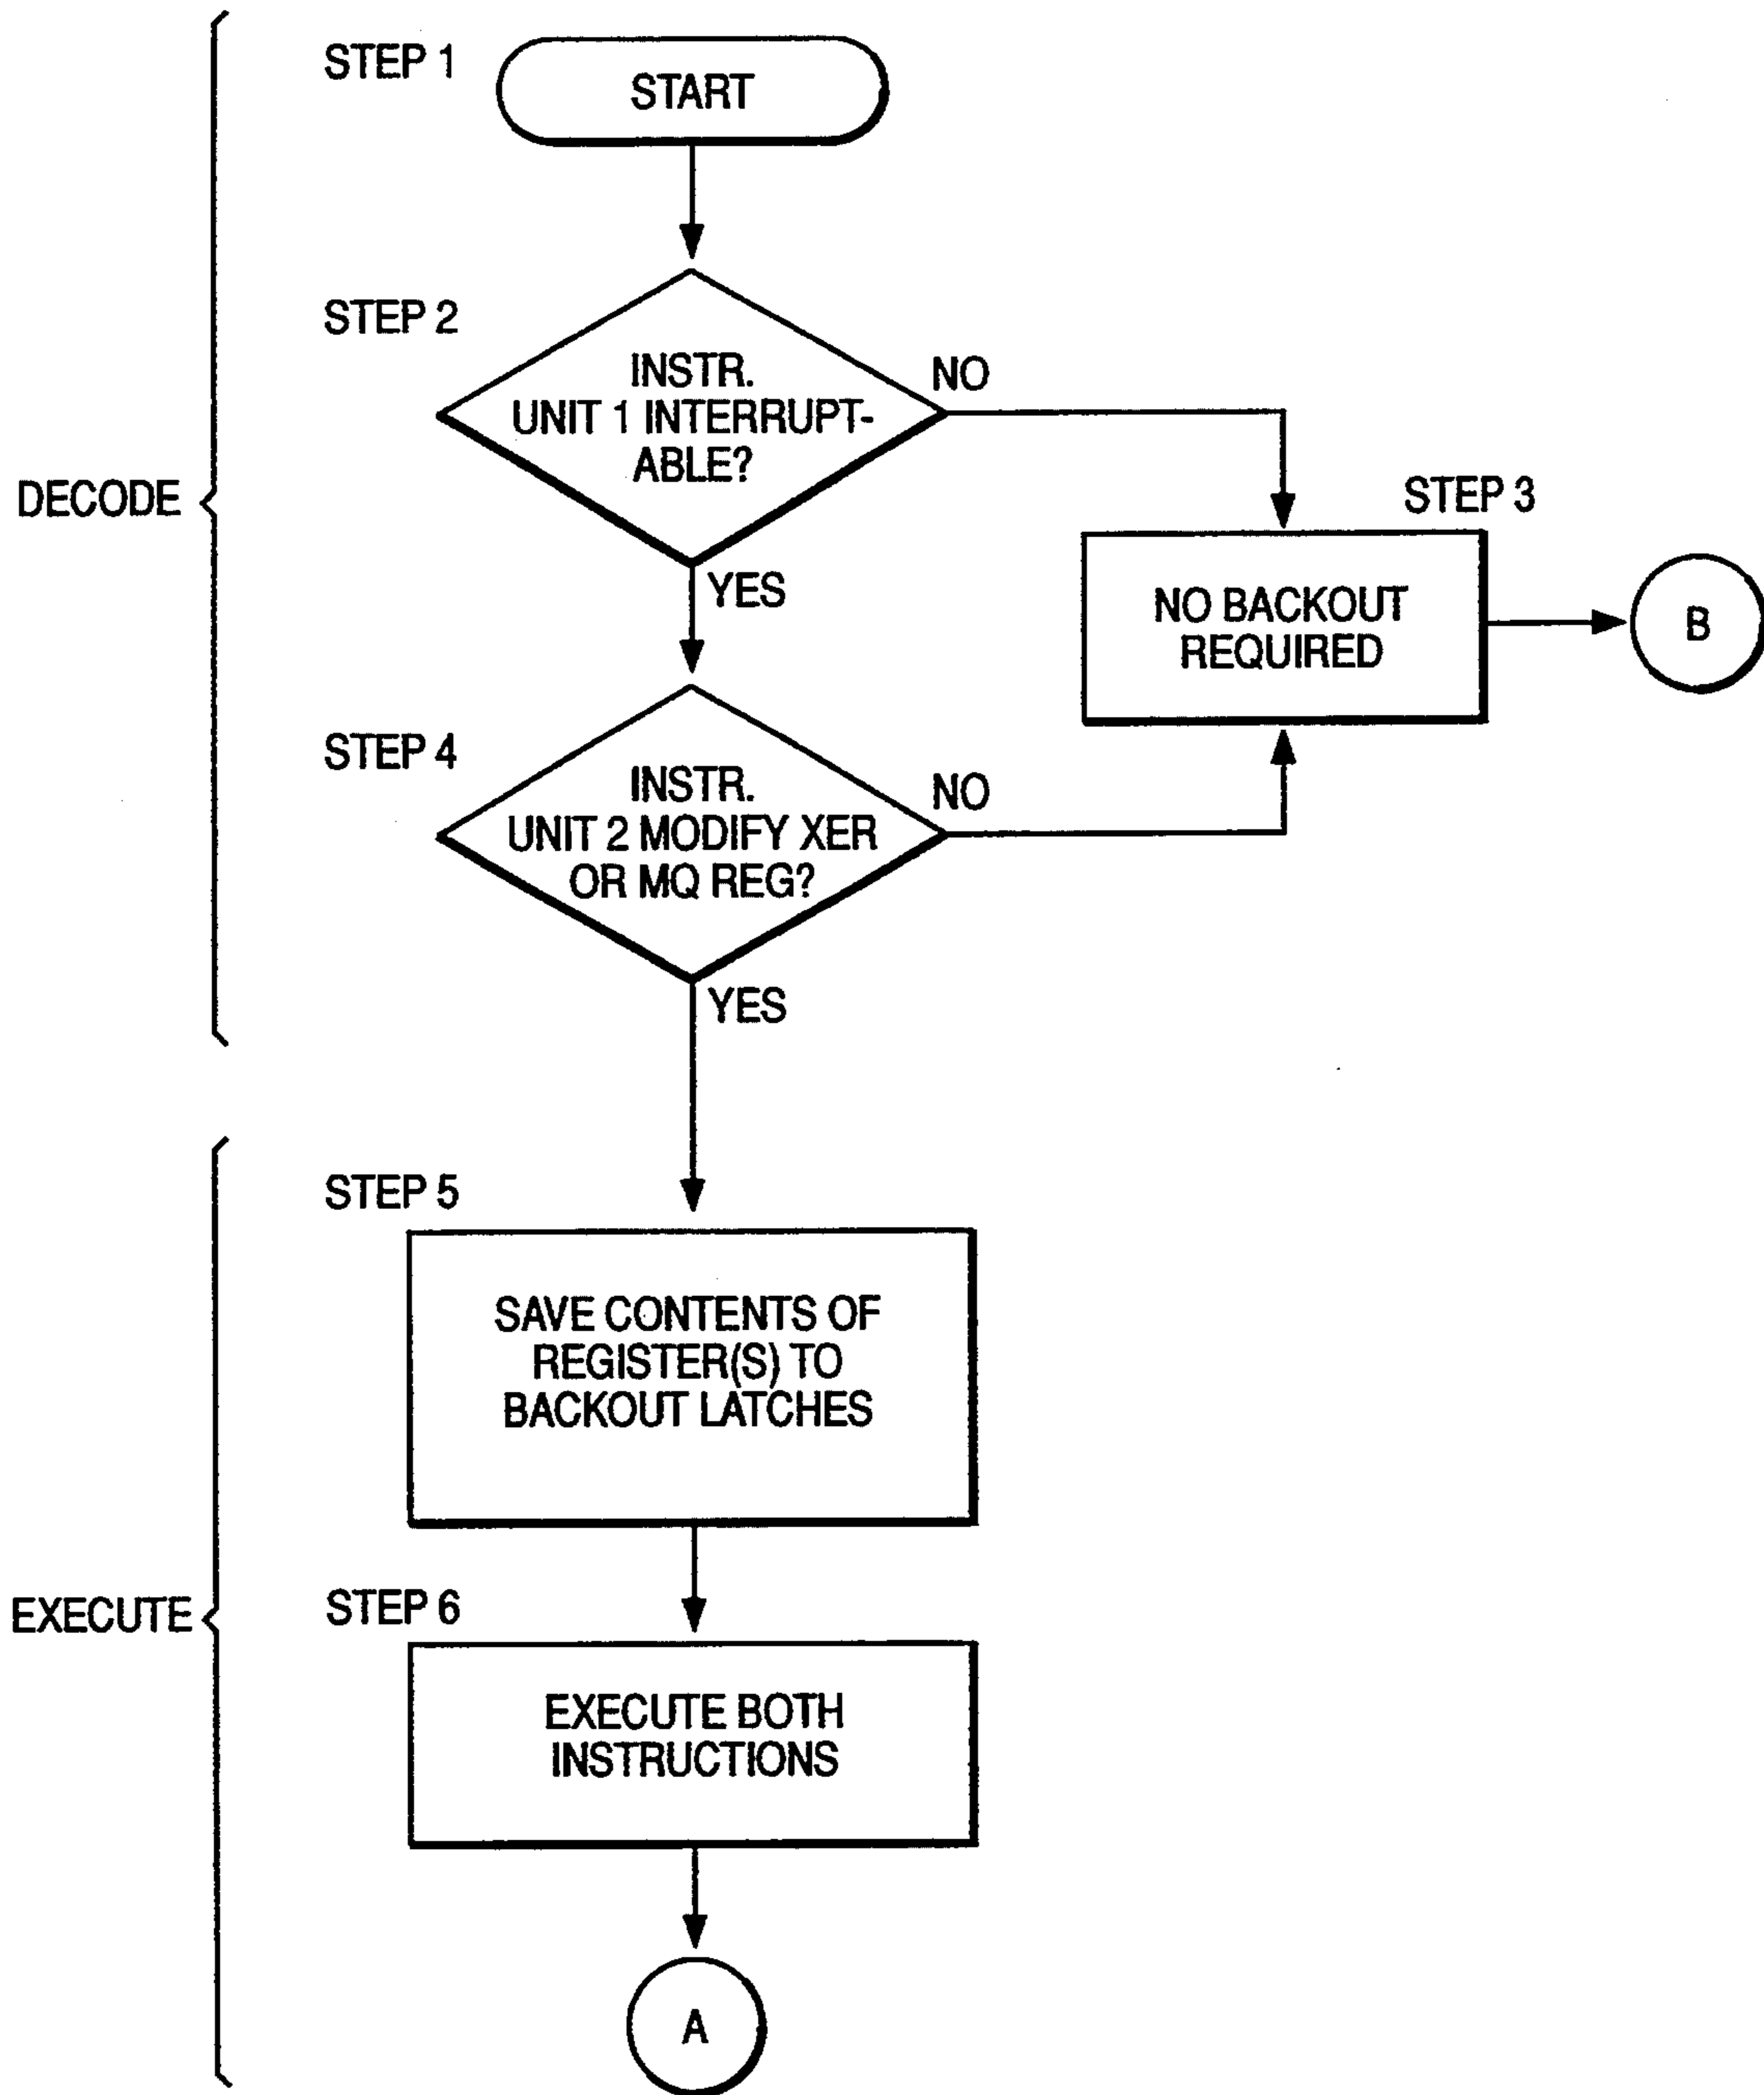 STEP 1
START
STEP 2
INSTR.
UNIT 1 INTERRUPT-
ABLE?
NO
YES
DECODE
STEP 3
NO BACKOUT
REQUIRED
B
STEP 4
INSTR.
UNIT 2 MODIFY XER
OR MQ REG?
NO
YES
STEP 5
SAVE CONTENTS OF
REGISTER(S) TO
BACKOUT LATCHES
EXECUTE
STEP 6
EXECUTE BOTH
INSTRUCTIONS
A